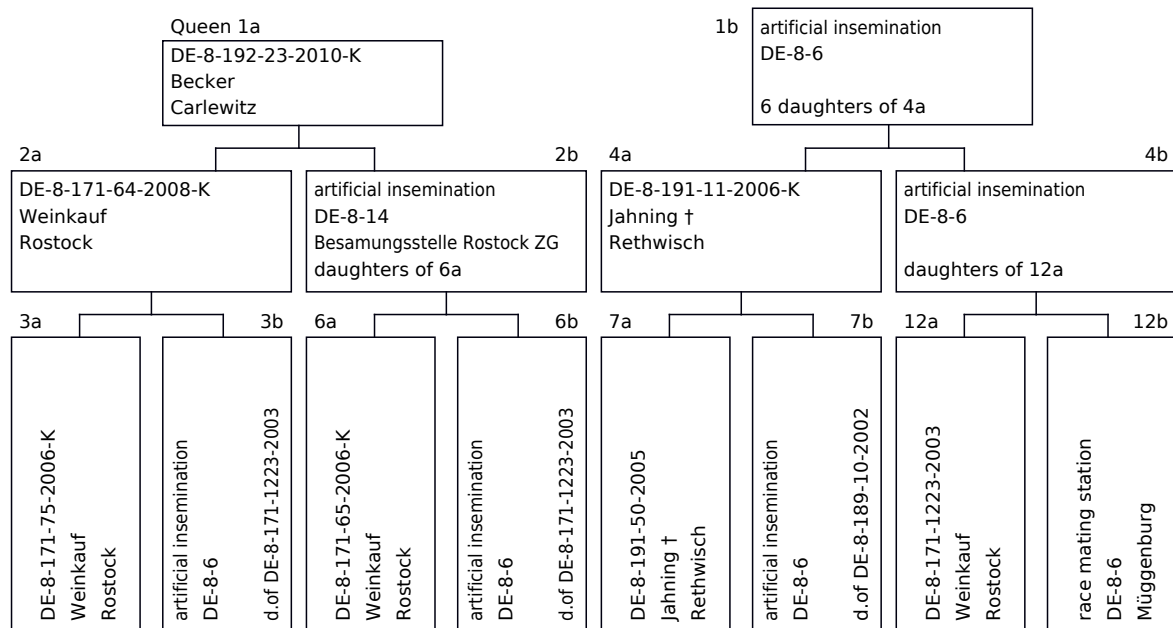 Queen 1a
DE-8-192-23-2010-K
Becker
Carlewitz
1b
artificial insemination
DE-8-6
6 daughters of 4a
2a
DE-8-171-64-2008-K
Weinkauf
Rostock
2b
artificial insemination
DE-8-14
Besamungsstelle Rostock ZG
daughters of 6a
4a
DE-8-191-11-2006-K
Jahning †
Rethwisch
4b
artificial insemination
DE-8-6
daughters of 12a
3a
DE-8-171-75-2006-K
Weinkauf
Rostock
3b
artificial insemination
DE-8-6
d.of DE-8-171-1223-2003
6a
DE-8-171-65-2006-K
Weinkauf
Rostock
6b
artificial insemination
DE-8-6
d.of DE-8-171-1223-2003
7a
DE-8-191-50-2005
Jahning †
Rethwisch
7b
artificial insemination
DE-8-6
d.of DE-8-189-10-2002
12a
DE-8-171-1223-2003
Weinkauf
Rostock
12b
race mating station
DE-8-6
Müggenburg